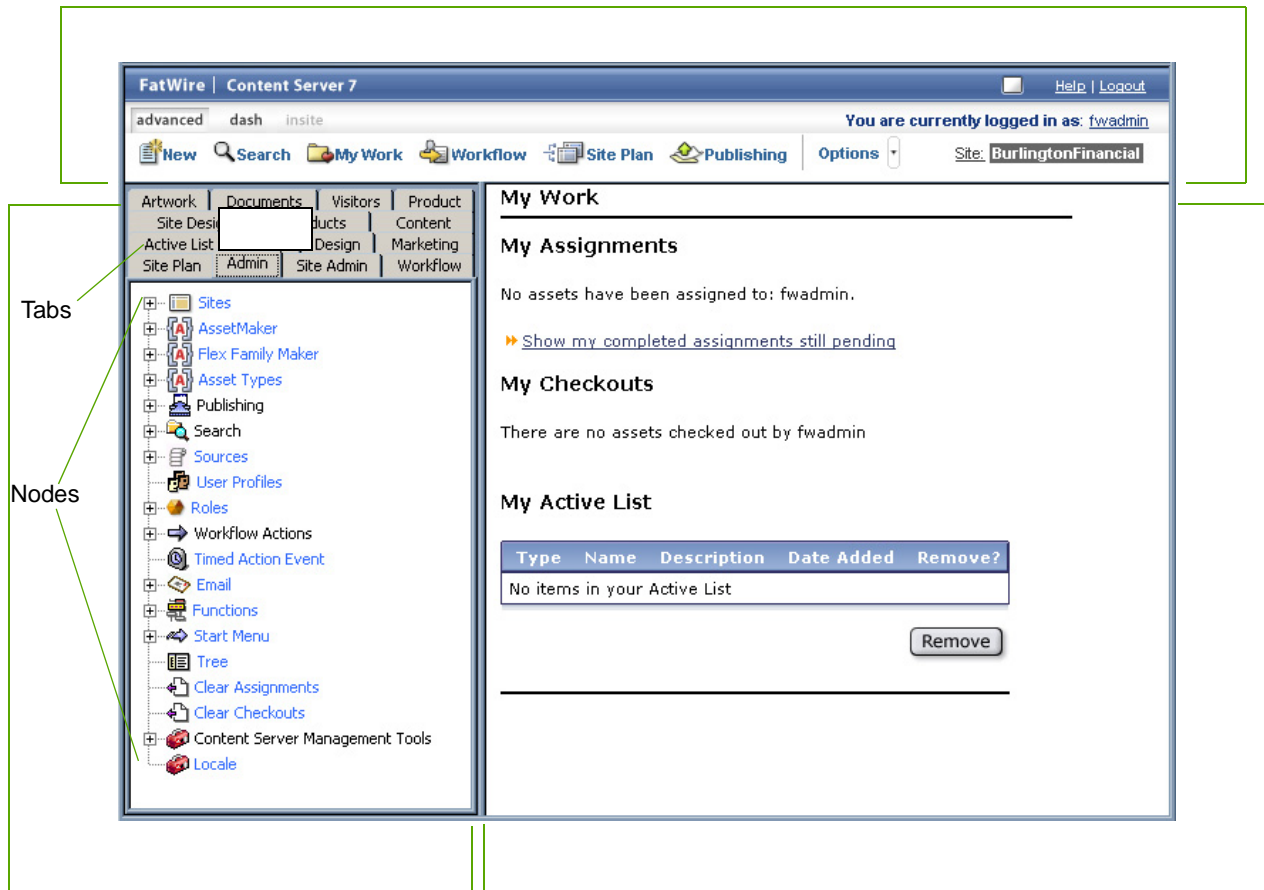 FatWire | Content Server 7
Help | Logout
advanced dash insite
You are currently logged in as: fwadmin
New Search My Work Workflow Site Plan Publishing Options Site: BurlingtonFinancial
Artwork Documents Visitors Product
Site Content
Active List Design Marketing
Site Plan Admin Site Admin Workflow
Tabs
Nodes
Sites
AssetMaker
Flex Family Maker
Asset Types
Publishing
Search
Sources
User Profiles
Roles
Workflow Actions
Timed Action Event
Email
Functions
Start Menu
Tree
Clear Assignments
Clear Checkouts
Content Server Management Tools
Locale
My Work
My Assignments
No assets have been assigned to: fwadmin.
Show my completed assignments still pending
My Checkouts
There are no assets checked out by fwadmin
My Active List
Type Name Description Date Added Remove?
No items in your Active List
Remove